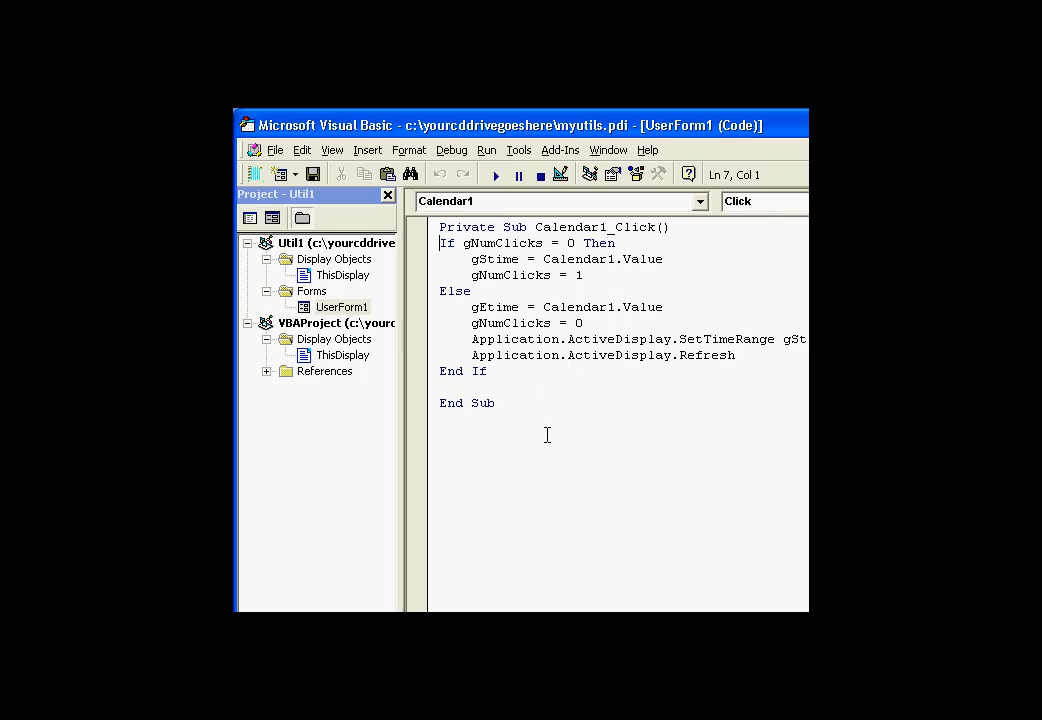 Microsoft Visual Basic - c:\yourcddrivegoeshere\myutils.pdi - [UserForm1 (Code)]
File Edit View Insert Format Debug Run Tools Add-Ins Window Help
Ln 7, Col 1
Project - Util1
Util1 (c:\yourcddrive
Display Objects
ThisDisplay
Forms
UserForm1
VBAProject (c:\yourc
Display Objects
ThisDisplay
References
Calendar1 Click
Private Sub Calendar1_Click()
If gNumClicks = 0 Then
gStime = Calendar1.Value
gNumClicks = 1
Else
gEtime = Calendar1.Value
gNumClicks = 0
Application.ActiveDisplay.SetTimeRange gSt
Application.ActiveDisplay.Refresh
End If
End Sub